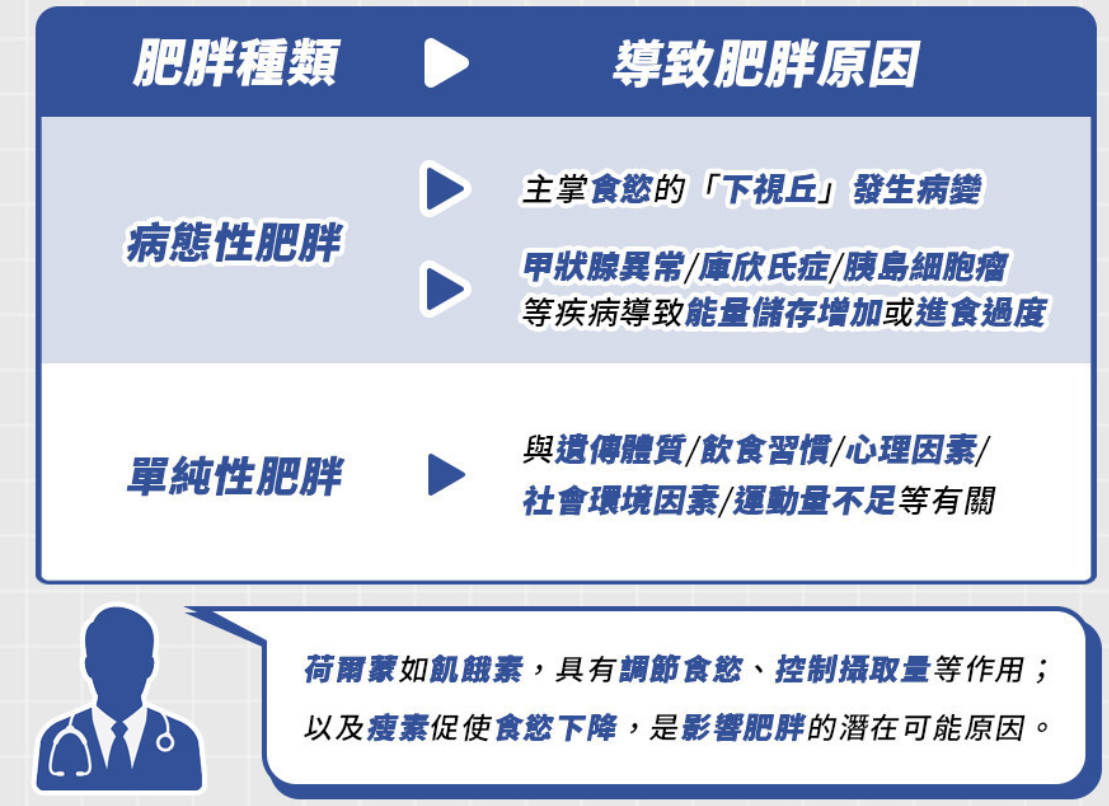 肥胖種類 導致肥胖原因
病態性肥胖
主掌食慾的「下視丘」發生病變
甲狀腺異常/庫欣氏症/胰島細胞瘤
等疾病導致能量儲存增加或進食過度
單純性肥胖
與遺傳體質/飲食習慣/心理因素/
社會環境因素/運動量不足等有關
荷爾蒙如飢餓素，具有調節食慾、控制攝取量等作用；
以及瘦素促使食慾下降，是影響肥胖的潛在可能原因。